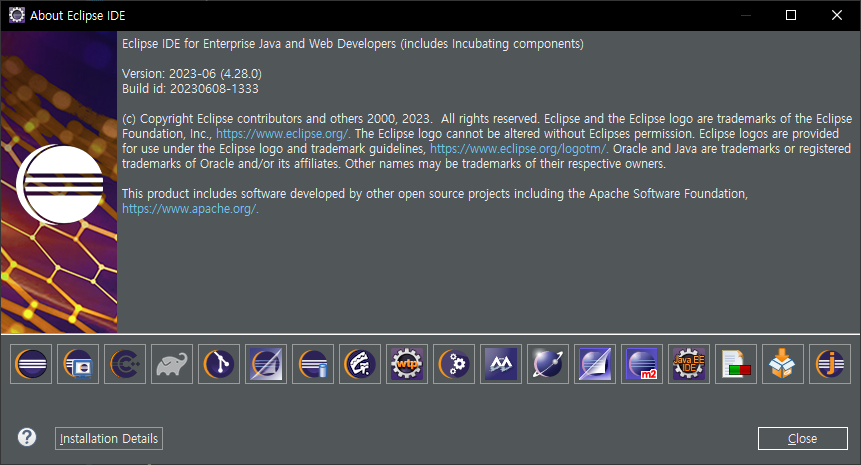 About Eclipse IDE
Eclipse IDE for Enterprise Java and Web Developers (includes Incubating components)
Version: 2023-06 (4.28.0)
Build id: 20230608-1333
(c) Copyright Eclipse contributors and others 2000, 2023.  All rights reserved. Eclipse and the Eclipse logo are trademarks of the Eclipse
Foundation, Inc., https://www.eclipse.org/. The Eclipse logo cannot be altered without Eclipses permission. Eclipse logos are provided
for use under the Eclipse logo and trademark guidelines, https://www.eclipse.org/logotm/. Oracle and Java are trademarks or registered
trademarks of Oracle and/or its affiliates. Other names may be trademarks of their respective owners.
This product includes software developed by other open source projects including the Apache Software Foundation,
https://www.apache.org/.
C
wtp
m2
Java EE
IDE
j
?
Installation Details
Close